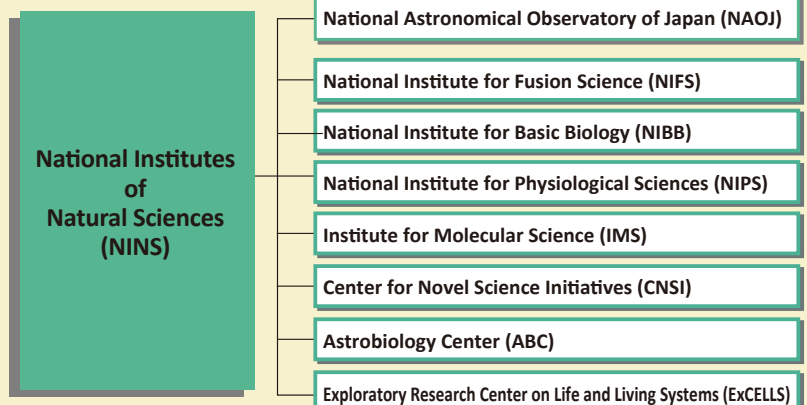 National Institutes
of
Natural Sciences
(NINS)
National Astronomical Observatory of Japan (NAOJ)
National Institute for Fusion Science (NIFS)
National Institute for Basic Biology (NIBB)
National Institute for Physiological Sciences (NIPS)
Institute for Molecular Science (IMS)
Center for Novel Science Initiatives (CNSI)
Astrobiology Center (ABC)
Exploratory Research Center on Life and Living Systems (ExCELLS)